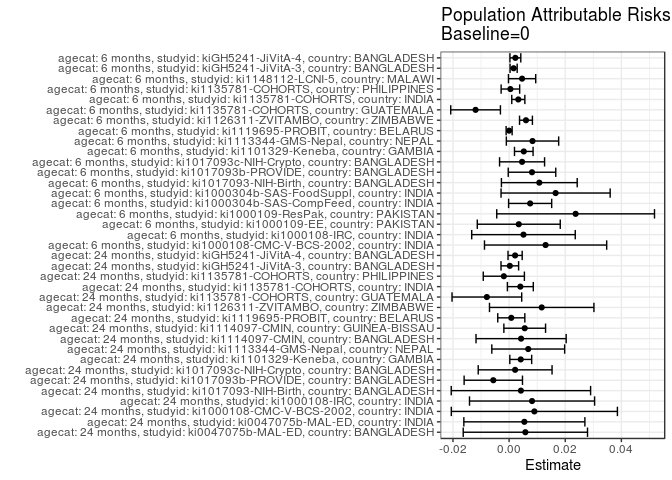 Population Attributable Risks
Baseline=0
agecat: 6 months, studyid: kiGH5241-JiVitA-4, country: BANGLADESH
agecat: 6 months, studyid: kiGH5241-JiVitA-3, country: BANGLADESH
agecat: 6 months, studyid: ki1148112-LCNI-5, country: MALAWI
agecat: 6 months, studyid: ki1135781-COHORTS, country: PHILIPPINES
agecat: 6 months, studyid: ki1135781-COHORTS, country: INDIA
agecat: 6 months, studyid: ki1135781-COHORTS, country: GUATEMALA
agecat: 6 months, studyid: ki1126311-ZVITAMBO, country: ZIMBABWE
agecat: 6 months, studyid: ki1119695-PROBIT, country: BELARUS
agecat: 6 months, studyid: ki1113344-GMS-Nepal, country: NEPAL
agecat: 6 months, studyid: ki1101329-Keneba, country: GAMBIA
agecat: 6 months, studyid: ki1017093c-NIH-Crypto, country: BANGLADESH
agecat: 6 months, studyid: ki1017093b-PROVIDE, country: BANGLADESH
agecat: 6 months, studyid: ki1017093-NIH-Birth, country: BANGLADESH
agecat: 6 months, studyid: ki1000304b-SAS-FoodSuppl, country: INDIA
agecat: 6 months, studyid: ki1000304b-SAS-CompFeed, country: INDIA
agecat: 6 months, studyid: ki1000109-ResPak, country: PAKISTAN
agecat: 6 months, studyid: ki1000109-EE, country: PAKISTAN
agecat: 6 months, studyid: ki1000108-IRC, country: INDIA
agecat: 6 months, studyid: ki1000108-CMC-V-BCS-2002, country: INDIA
agecat: 24 months, studyid: kiGH5241-JiVitA-4, country: BANGLADESH
agecat: 24 months, studyid: kiGH5241-JiVitA-3, country: BANGLADESH
agecat: 24 months, studyid: ki1135781-COHORTS, country: PHILIPPINES
agecat: 24 months, studyid: ki1135781-COHORTS, country: INDIA
agecat: 24 months, studyid: ki1135781-COHORTS, country: GUATEMALA
agecat: 24 months, studyid: ki1126311-ZVITAMBO, country: ZIMBABWE
agecat: 24 months, studyid: ki1119695-PROBIT, country: BELARUS
agecat: 24 months, studyid: ki1114097-CMIN, country: GUINEA-BISSAU
agecat: 24 months, studyid: ki1114097-CMIN, country: BANGLADESH
agecat: 24 months, studyid: ki1113344-GMS-Nepal, country: NEPAL
agecat: 24 months, studyid: ki1101329-Keneba, country: GAMBIA
agecat: 24 months, studyid: ki1017093c-NIH-Crypto, country: BANGLADESH
agecat: 24 months, studyid: ki1017093b-PROVIDE, country: BANGLADESH
agecat: 24 months, studyid: ki1017093-NIH-Birth, country: BANGLADESH
agecat: 24 months, studyid: ki1000108-IRC, country: INDIA
agecat: 24 months, studyid: ki1000108-CMC-V-BCS-2002, country: INDIA
agecat: 24 months, studyid: ki0047075b-MAL-ED, country: INDIA
agecat: 24 months, studyid: ki0047075b-MAL-ED, country: BANGLADESH
-0.02 0.00 0.02 0.04
Estimate